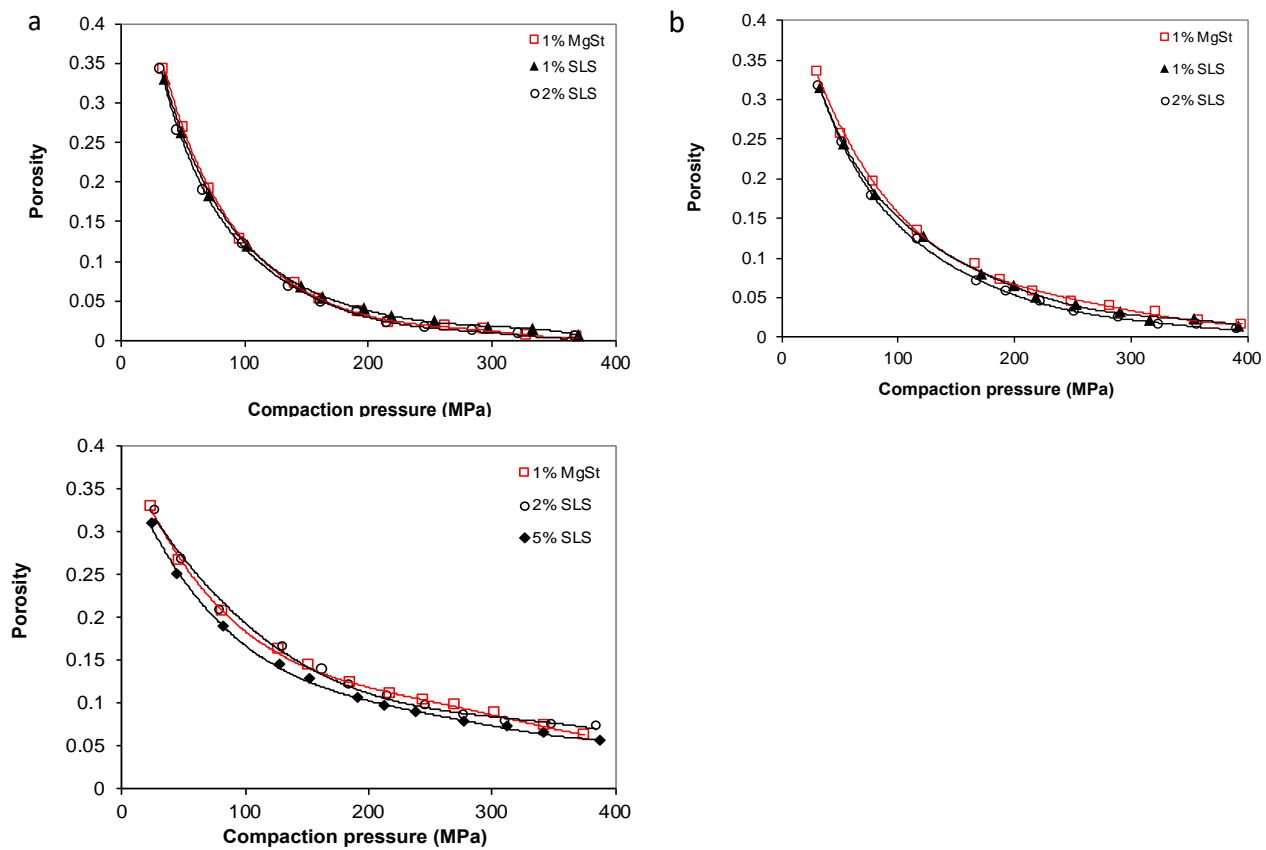 a
0.4
0.35
0.3
0.25
0.2
0.15
0.1
0.05
0
Porosity
1% MgSt
1% SLS
2% SLS
0 100 200 300 400
Compaction pressure (MPa)
b
0.4
0.35
0.3
0.25
0.2
0.15
0.1
0.05
0
Porosity
1% MgSt
1% SLS
2% SLS
0 100 200 300 400
Compaction pressure (MPa)
0.4
0.35
0.3
0.25
0.2
0.15
0.1
0.05
0
Porosity
1% MgSt
2% SLS
5% SLS
0 100 200 300 400
Compaction pressure (MPa)